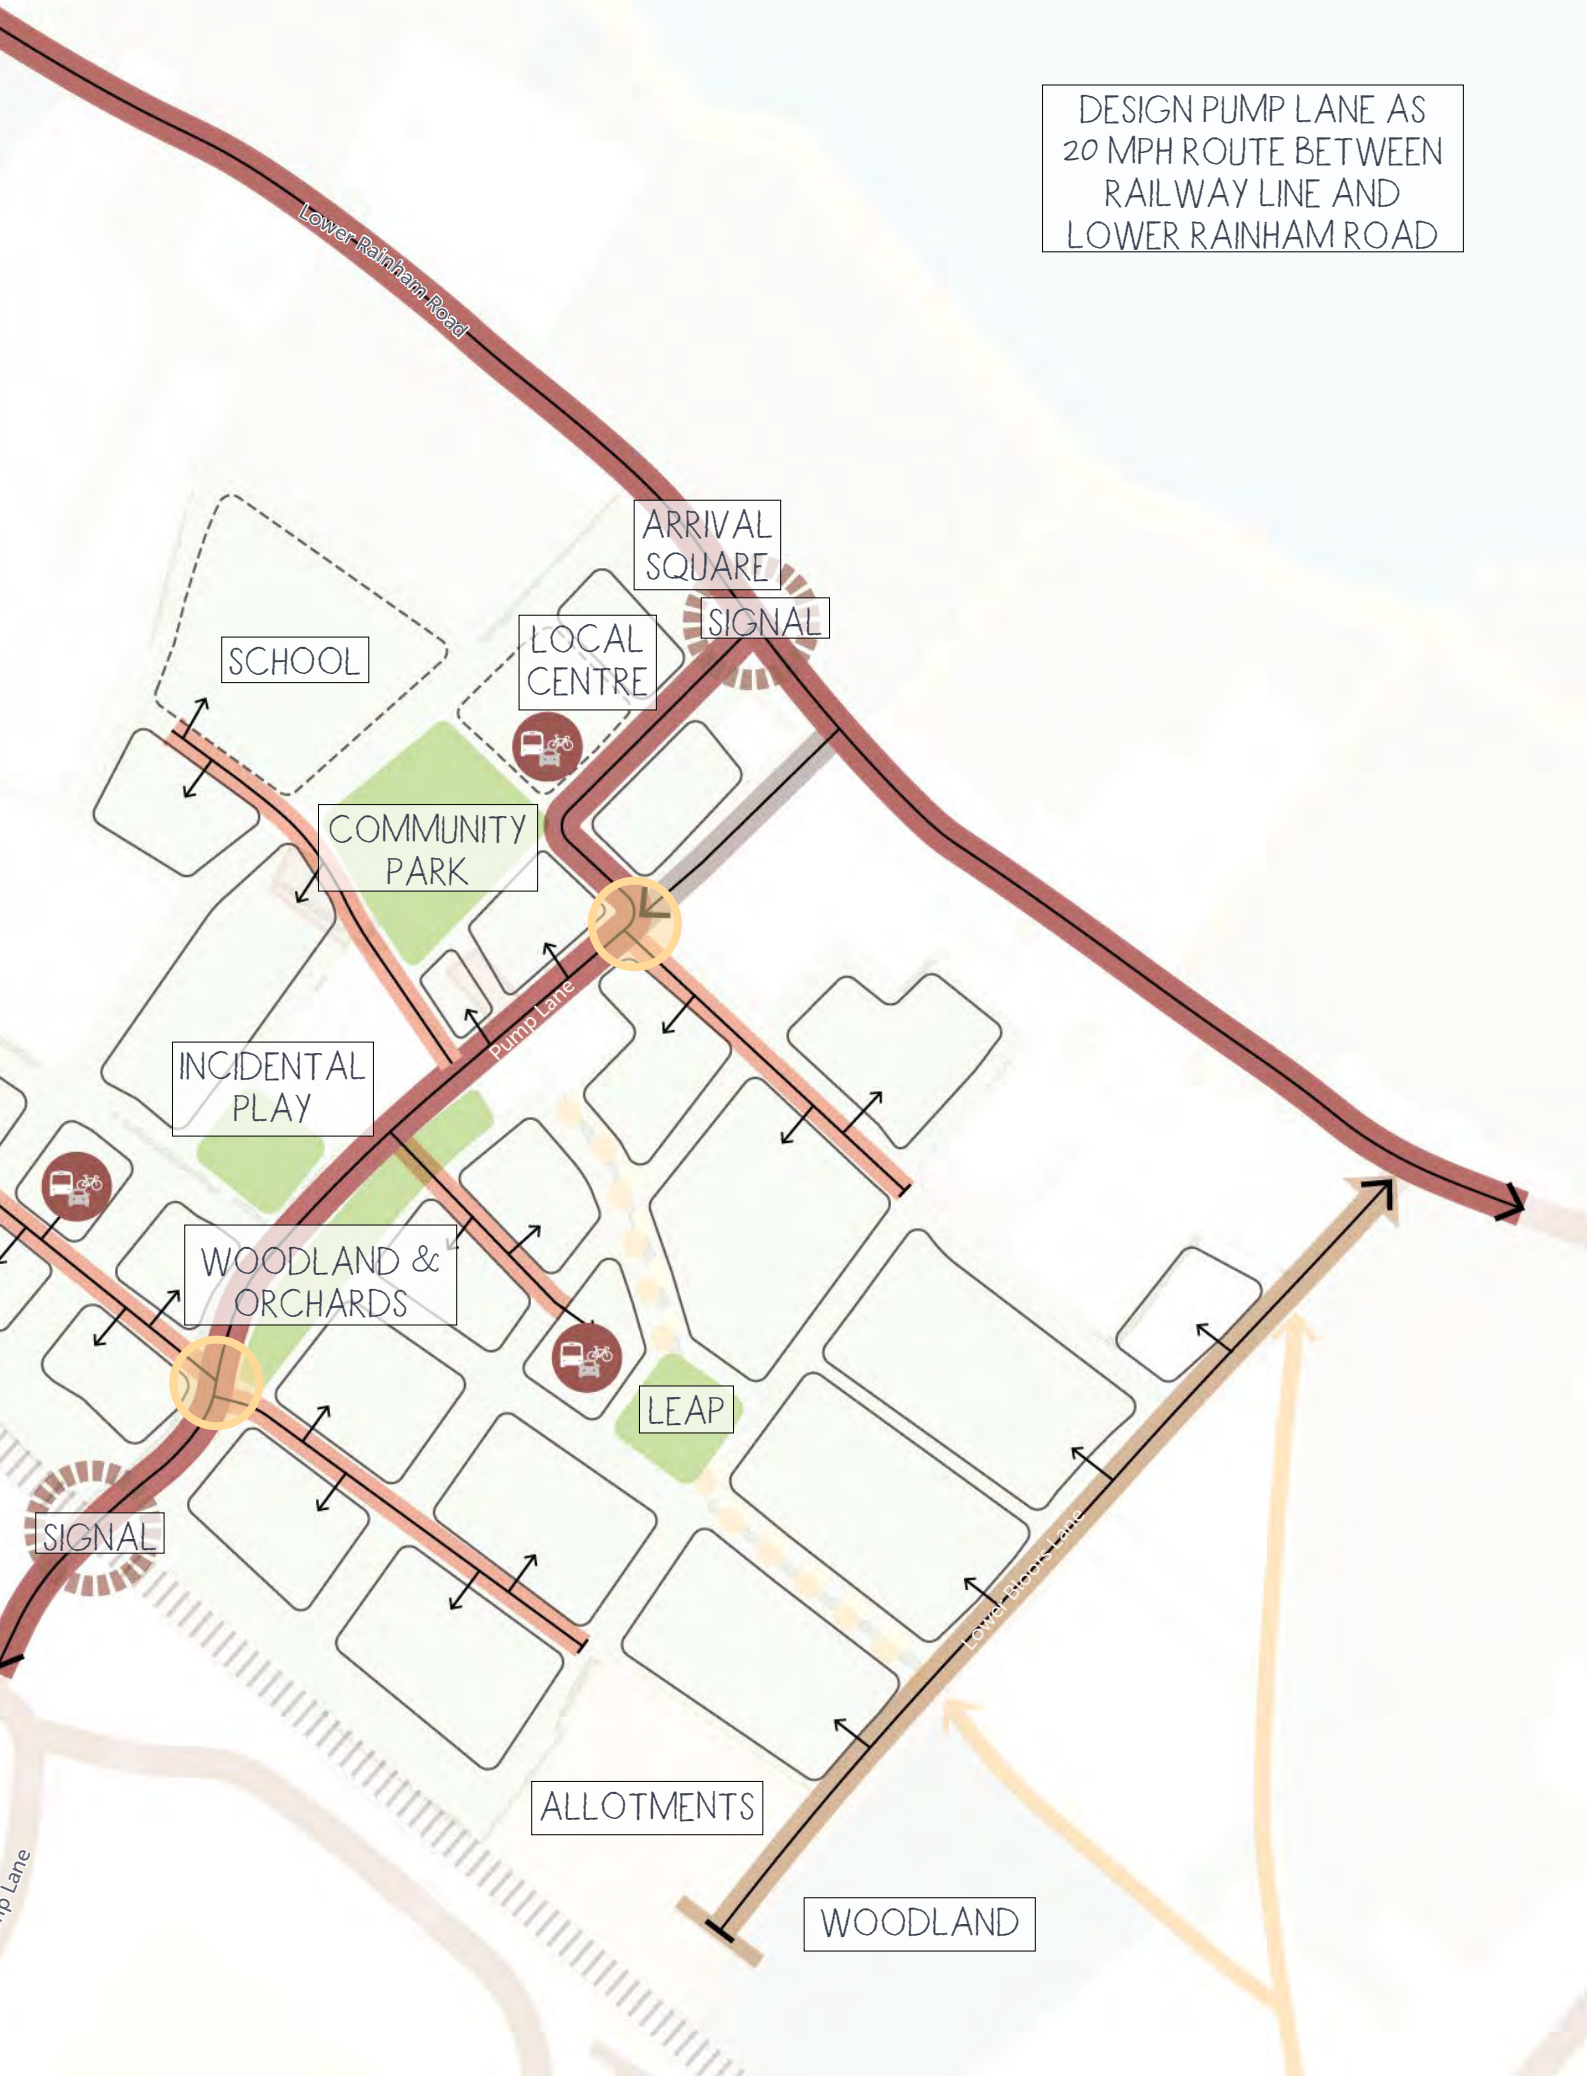 DESIGN PUMP LANE AS
20 MPH ROUTE BETWEEN
RAILWAY LINE AND
LOWER RAINHAM ROAD
Lower Rainham Road
ARRIVAL
SQUARE
SIGNAL
LOCAL
CENTRE
SCHOOL
COMMUNITY
PARK
Pump Lane
INCIDENTAL
PLAY
WOODLAND &
ORCHARDS
LEAP
SIGNAL
Lower Bloors Lane
ALLOTMENTS
WOODLAND
mp Lane